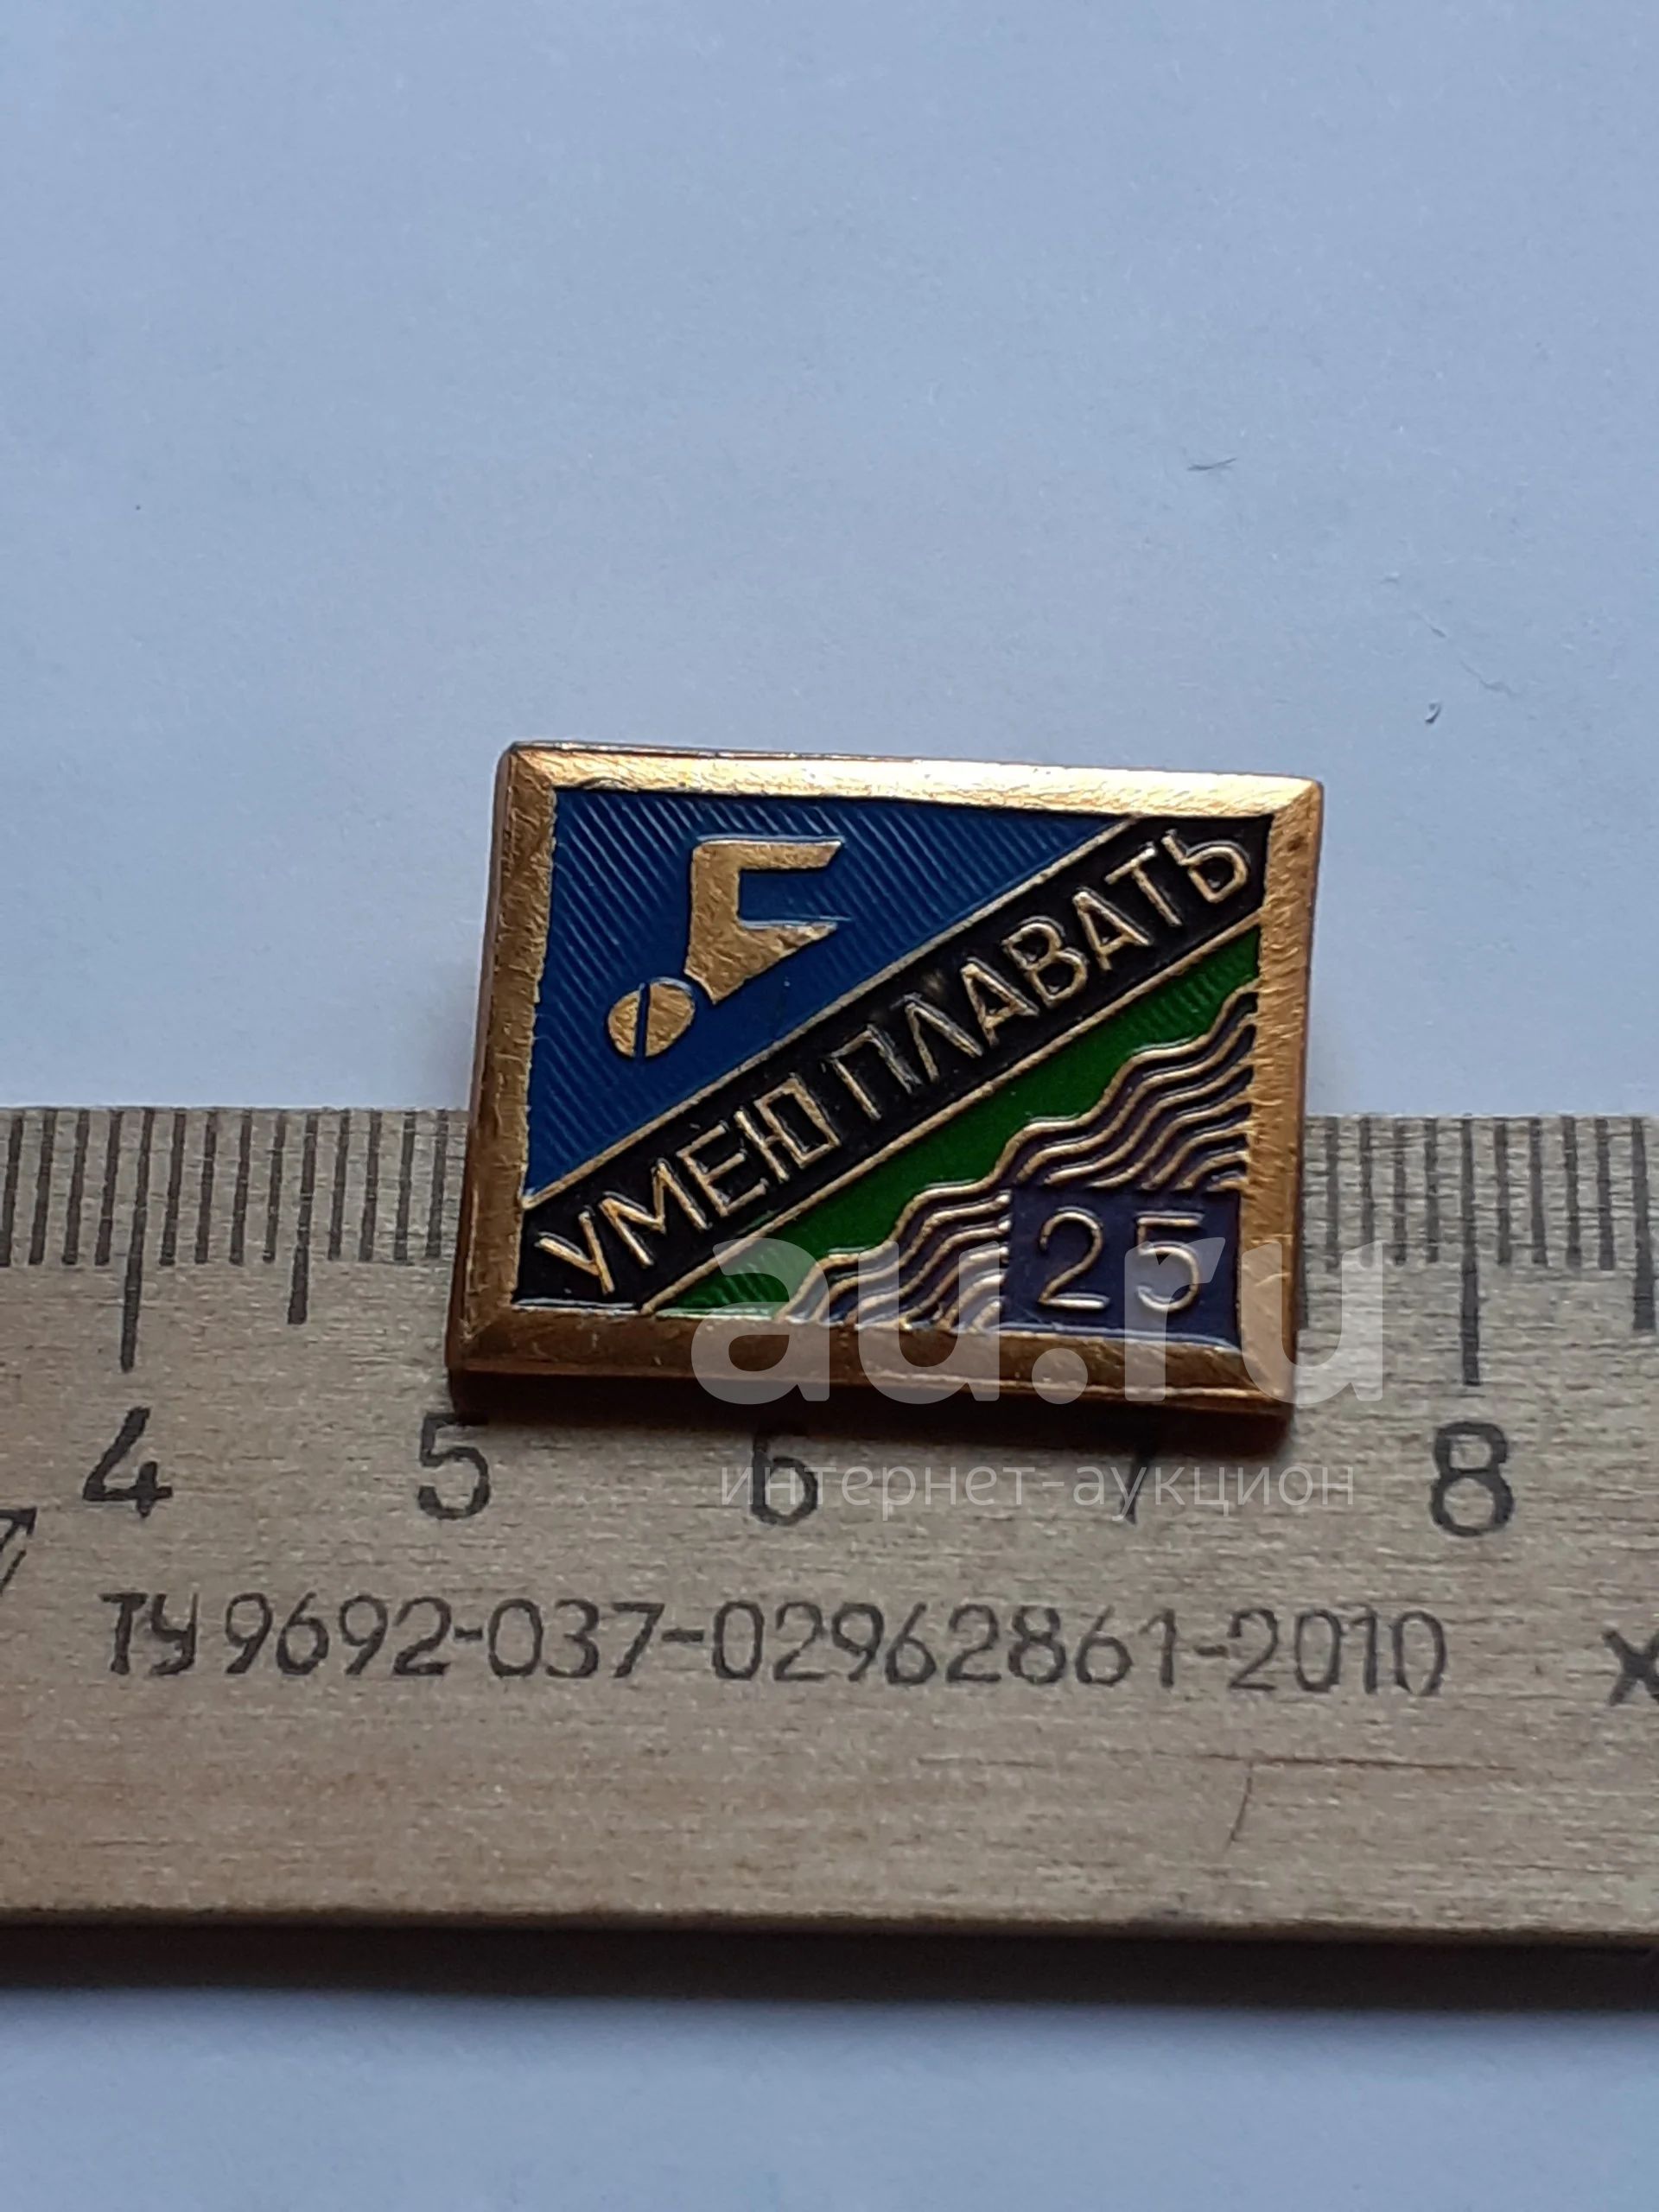 УМЕЮ ПЛАВАТЬ
25
au.ru
интернет-аукцион
4 5 6 7 8
ТУ 9692-037-02962861-2010